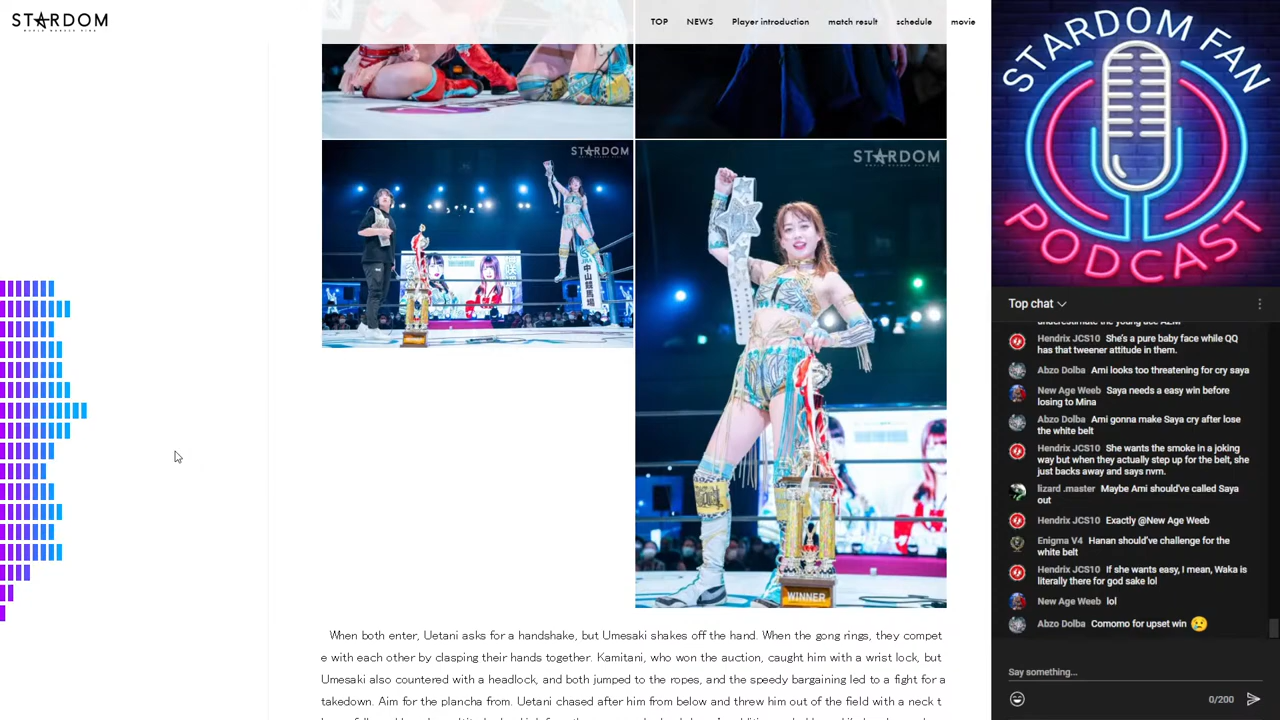 STARDOM
TOP NEWS Player introduction match result schedule movie
STARDOM
STARDOM
中山競馬場
WINNER
When both enter, Uetani asks for a handshake, but Umesaki shakes off the hand. When the gong rings, they compet
e with each other by clasping their hands together. Kamitani, who won the auction, caught him with a wrist lock, but
Umesaki also countered with a headlock, and both jumped to the ropes, and the speedy bargaining led to a fight for a
takedown. Aim for the plancha from. Uetani chased after him from below and threw him out of the field with a neck t
STARDOM FAN
PODCAST
Top chat
Hendrix JCS10 She's a pure baby face while QQ
has that tweener attitude in them.
Abzo Dolba Ami looks too threatening for cry saya
New Age Weeb Saya needs a easy win before
losing to Mina
Abzo Dolba Ami gonna make Saya cry after lose
the white belt
Hendrix JCS10 She wants the smoke in a joking
way but when they actually step up for the belt, she
just backs away and says nvm.
lizard .master Maybe Ami should've called Saya
out
Hendrix JCS10 Exactly @New Age Weeb
Enigma V4 Hanan should've challenge for the
white belt
Hendrix JCS10 If she wants easy, I mean, Waka is
literally there for god sake lol
New Age Weeb lol
Abzo Dolba Comomo for upset win 😢
Say something...
0/200